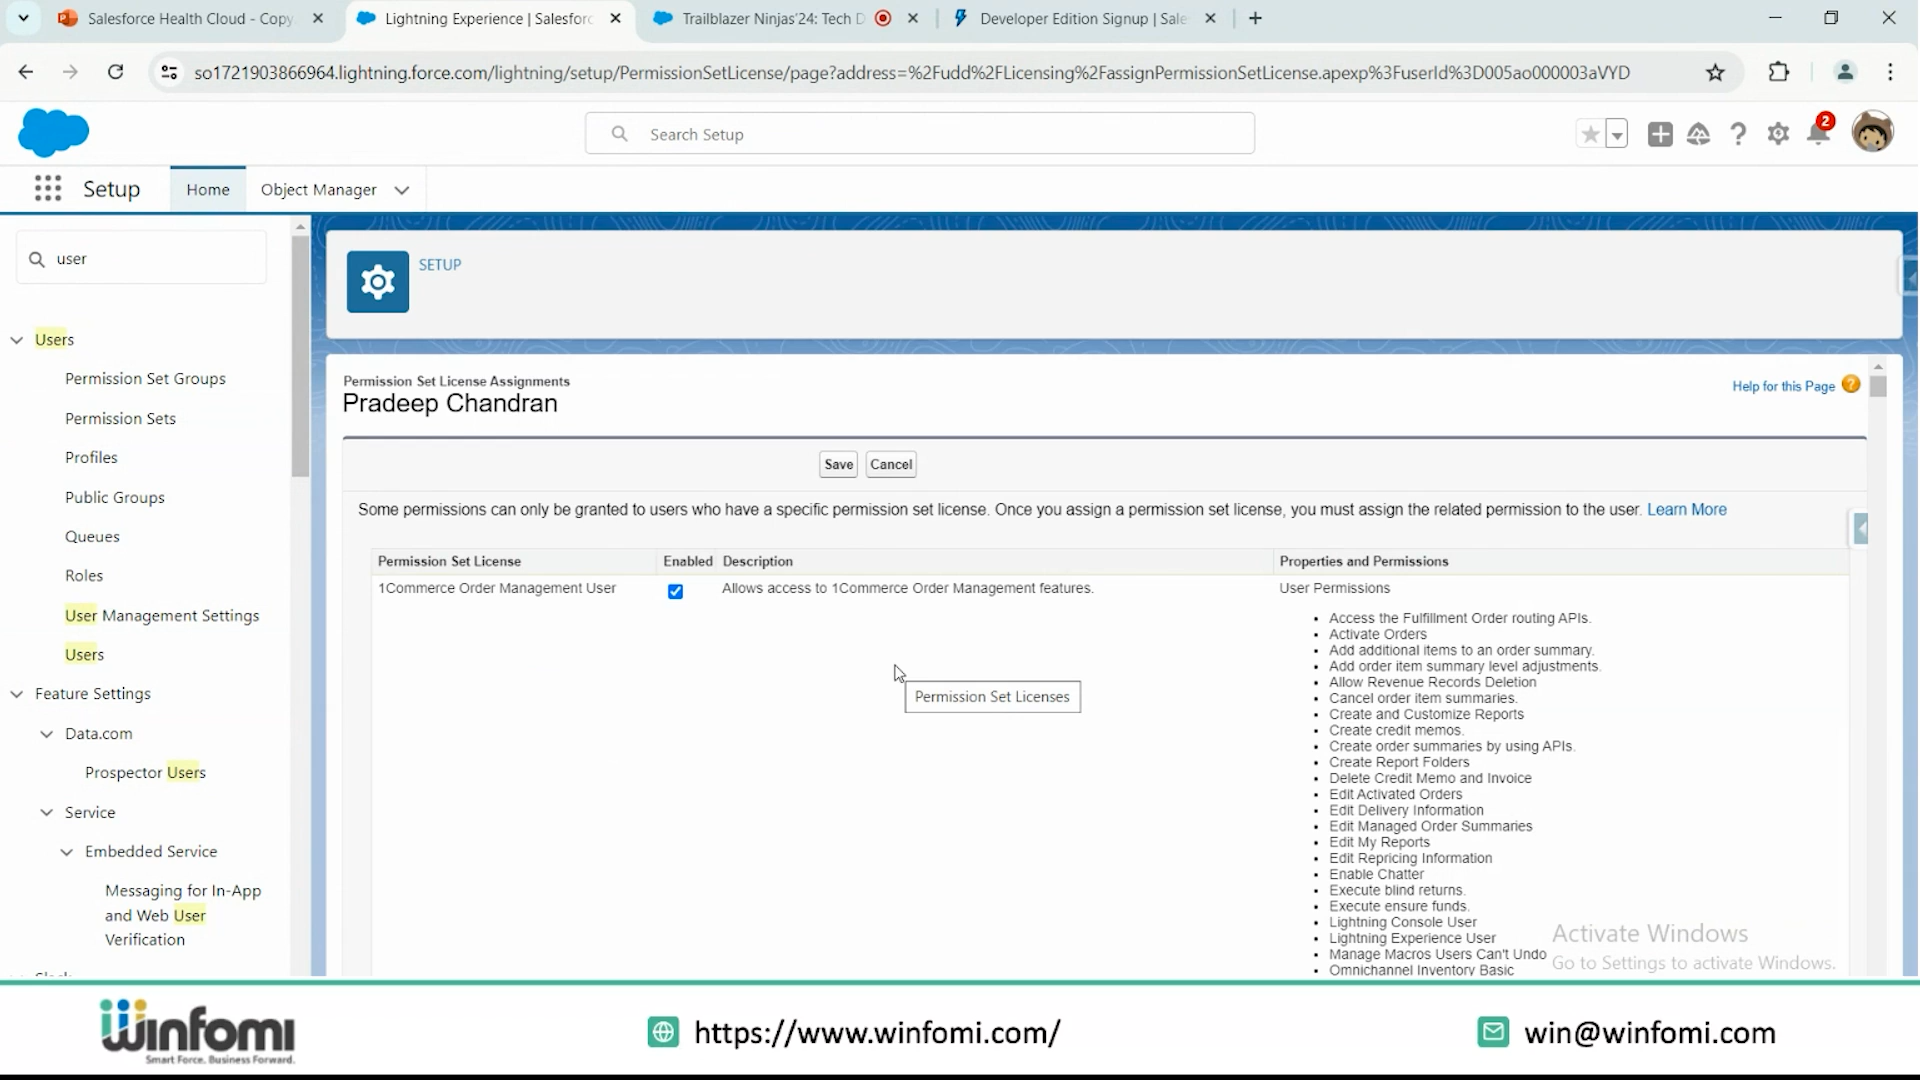 Salesforce Health Cloud - Copy
Lightning Experience | Salesforc
Trailblazer Ninjas'24: Tech D
Developer Edition Signup | Sale
so1721903866964.lightning.force.com/lightning/setup/PermissionSetLicense/page?address=%2Fudd%2FLicensing%2FassignPermissionSetLicense.apexp%3FuserId%3D005ao000003aVYD
Search Setup
2
Setup
Home
Object Manager
user
Users
Permission Set Groups
Permission Sets
Profiles
Public Groups
Queues
Roles
User Management Settings
Users
Feature Settings
Data.com
Prospector Users
Service
Embedded Service
Messaging for In-App
and Web User
Verification
SETUP
Permission Set License Assignments
Pradeep Chandran
Help for this Page
Save
Cancel
Some permissions can only be granted to users who have a specific permission set license. Once you assign a permission set license, you must assign the related permission to the user. Learn More
Permission Set License
Enabled
Description
Properties and Permissions
1Commerce Order Management User
Allows access to 1Commerce Order Management features.
User Permissions
Permission Set Licenses
• Access the Fulfillment Order routing APIs.
• Activate Orders
• Add additional items to an order summary.
• Add order item summary level adjustments.
• Allow Revenue Records Deletion
• Cancel order item summaries.
• Create and Customize Reports
• Create credit memos.
• Create order summaries by using APIs.
• Create Report Folders
• Delete Credit Memo and Invoice
• Edit Activated Orders
• Edit Delivery Information
• Edit Managed Order Summaries
• Edit My Reports
• Edit Repricing Information
• Enable Chatter
• Execute blind returns.
• Execute ensure funds.
• Lightning Console User
• Lightning Experience User
• Manage Macros Users Can't Undo
• Omnichannel Inventory Basic
Activate Windows
Go to Settings to activate Windows.
Winfomi
Smart Force. Business Forward.
https://www.winfomi.com/
win@winfomi.com